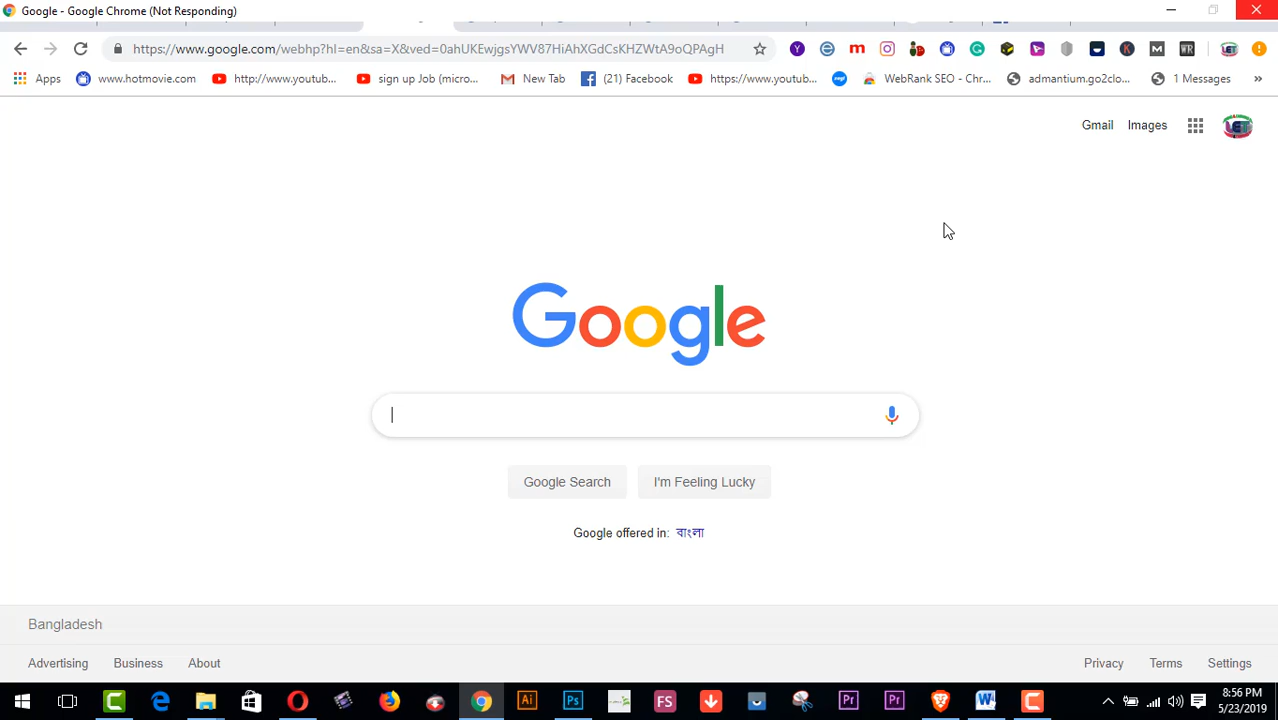 Google - Google Chrome (Not Responding)
https://www.google.com/webhp?hl=en&sa=X&ved=0ahUKEwjgsYWV87HiAhXGdCsKHZWtA9oQPAgH
Apps www.hotmovie.com http://www.youtub... sign up Job (micro... New Tab (21) Facebook https://www.youtub... WebRank SEO - Chr... admantium.go2clo... 1 Messages »
Gmail Images
Google
Google Search I'm Feeling Lucky
Google offered in: বাংলা
Bangladesh
Advertising Business About Privacy Terms Settings
8:56 PM
5/23/2019